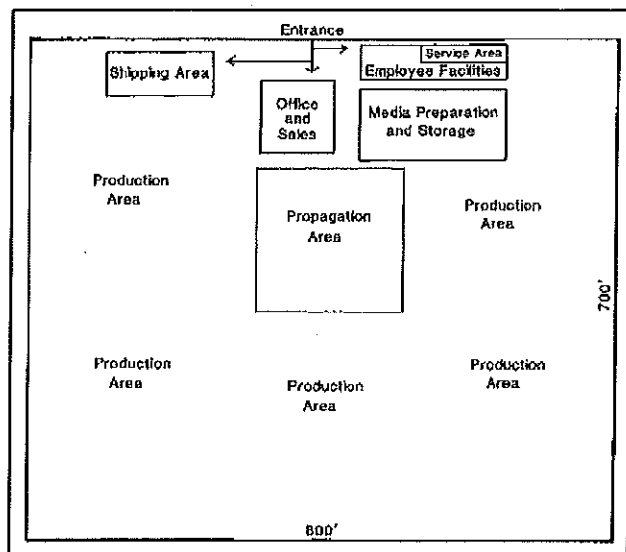 Entrance
Shipping Area
Service Area
Employee Facilities
Office
and
Sales
Media Preparation
and Storage
Production
Area
Propagation
Area
Production
Area
700'
Production
Area
Production
Area
Production
Area
800'